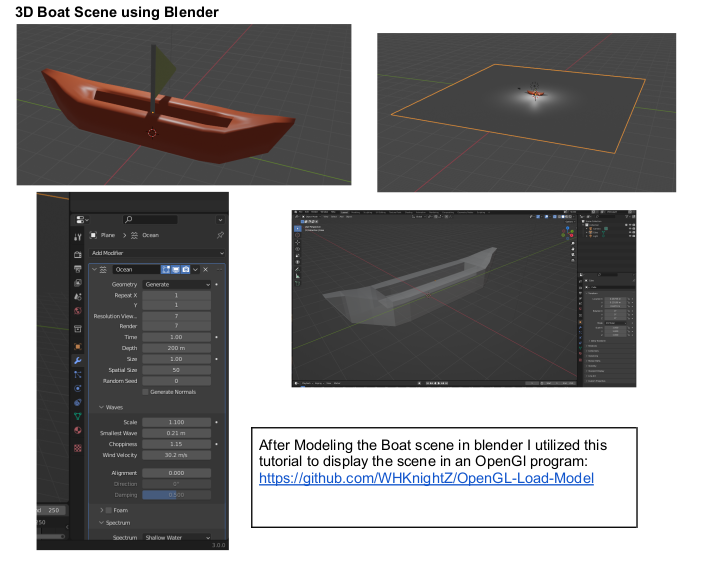 3D Boat Scene using Blender
Plane > Ocean
Add Modifier
Ocean
Geometry Generate
Repeat X 1
Y 1
Resolution View... 7
Render 7
Time 1.00
Depth 200 m
Size 1.00
Spatial Size 50
Random Seed 0
Generate Normals
Waves
Scale 1.100
Smallest Wave 0.21 m
Choppiness 1.15
Wind Velocity 30.2 m/s
Alignment 0.000
Direction 0°
Damping 0.500
Foam
Spectrum
Spectrum Shallow Water
250
250
3.0.0
After Modeling the Boat scene in blender I utilized this
tutorial to display the scene in an OpenGl program:
https://github.com/WHKnightZ/OpenGL-Load-Model